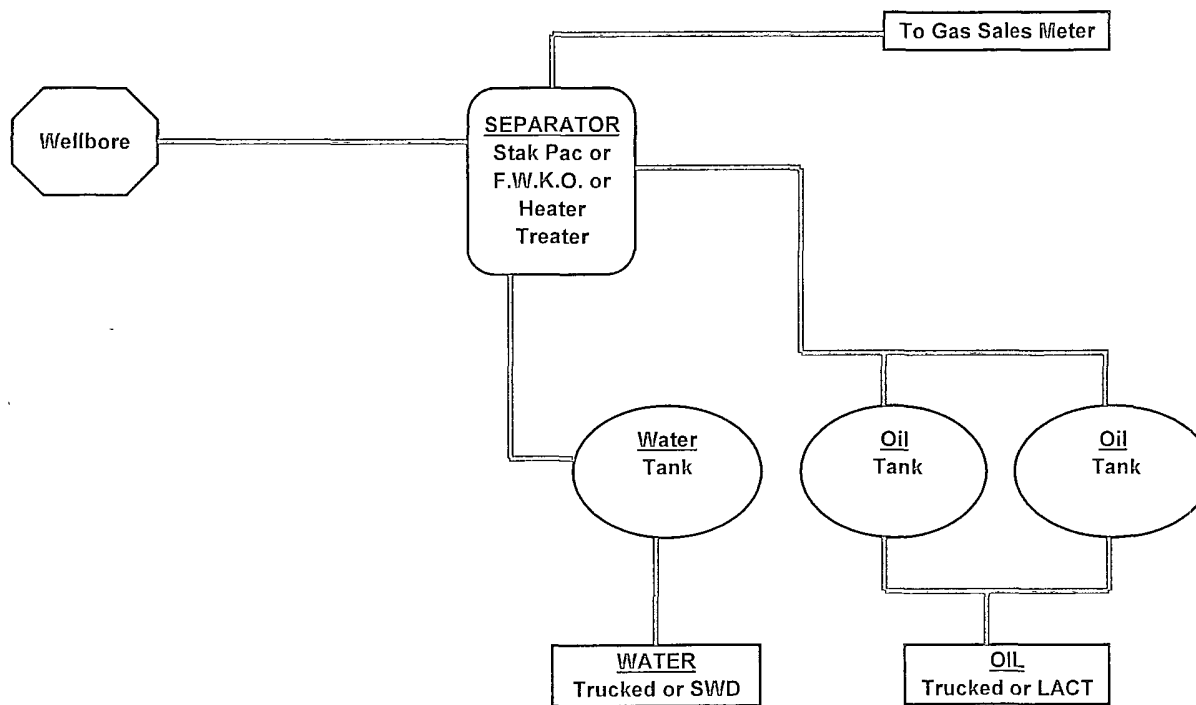 To Gas Sales Meter
Wellbore
SEPARATOR
Stak Pac or
F.W.K.O. or
Heater
Treater
Water
Tank
Oil
Tank
Oil
Tank
WATER
Trucked or SWD
OIL
Trucked or LACT